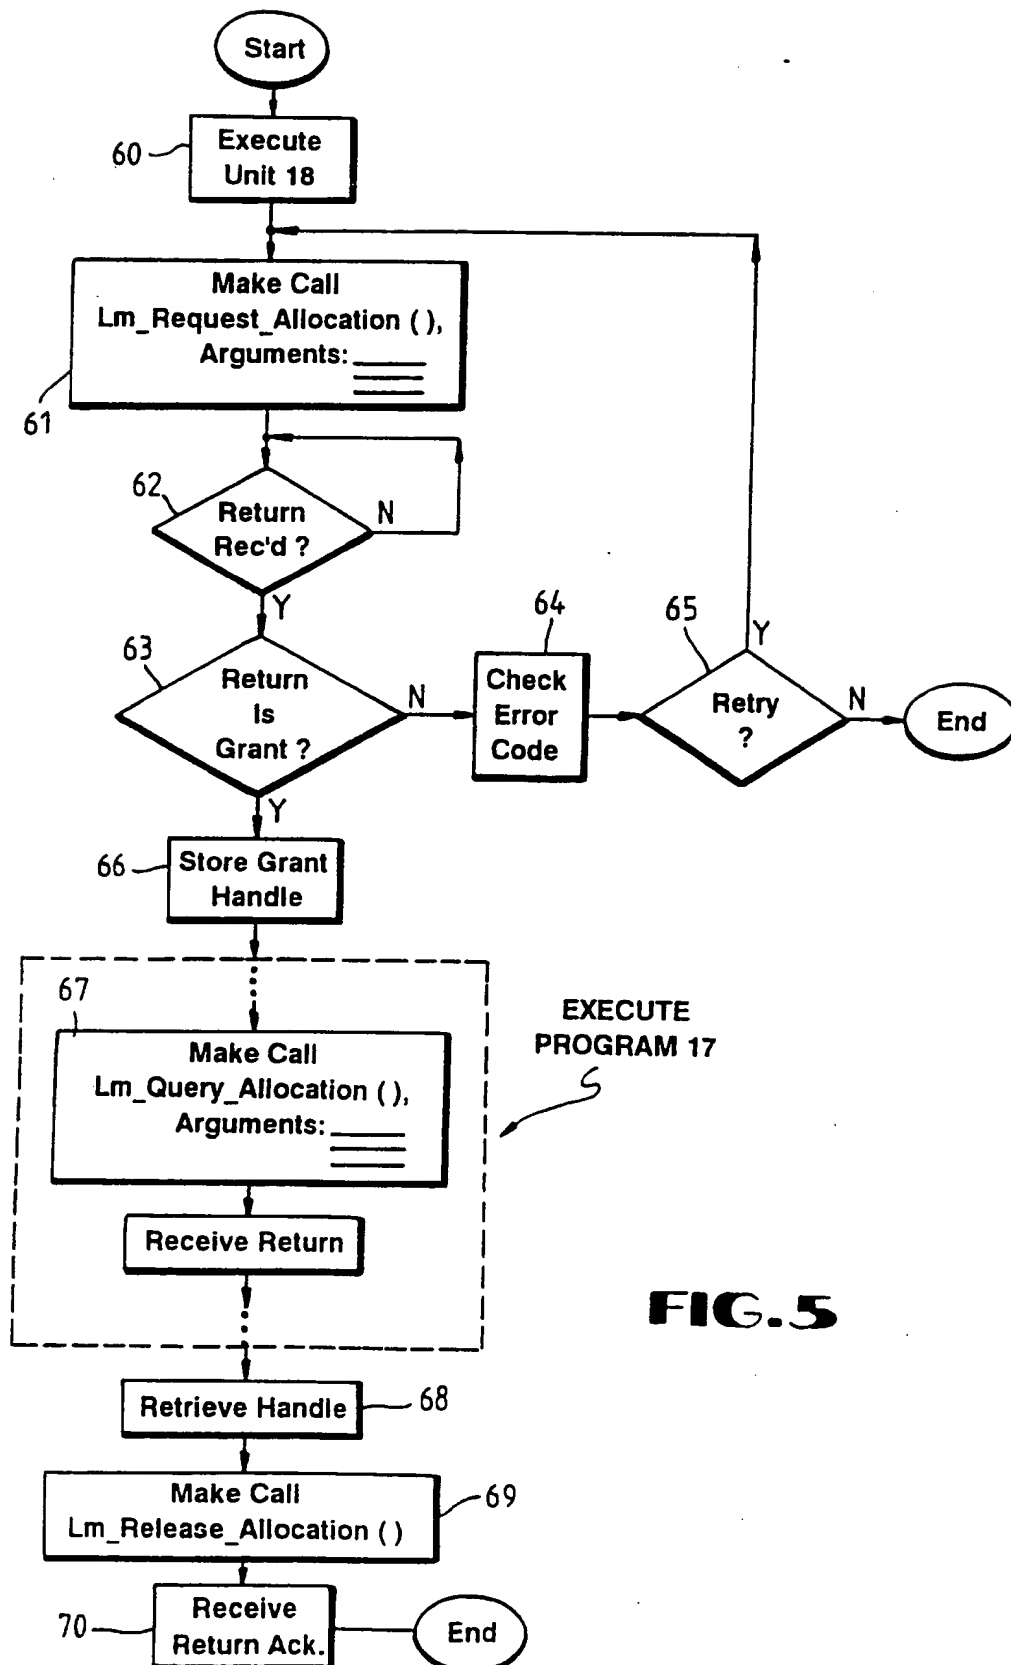 Start
60
Execute
Unit 18
Make Call
Lm_Request_Allocation ( ),
Arguments:
61
62
Return
Rec'd ?
N
Y
63
Return
Is
Grant ?
N
Y
64
Check
Error
Code
65
Retry
?
Y
N
End
66
Store Grant
Handle
67
Make Call
Lm_Query_Allocation ( ),
Arguments:
Receive Return
EXECUTE
PROGRAM 17
FIG.5
Retrieve Handle
68
Make Call
Lm_Release_Allocation ( )
69
70
Receive
Return Ack.
End